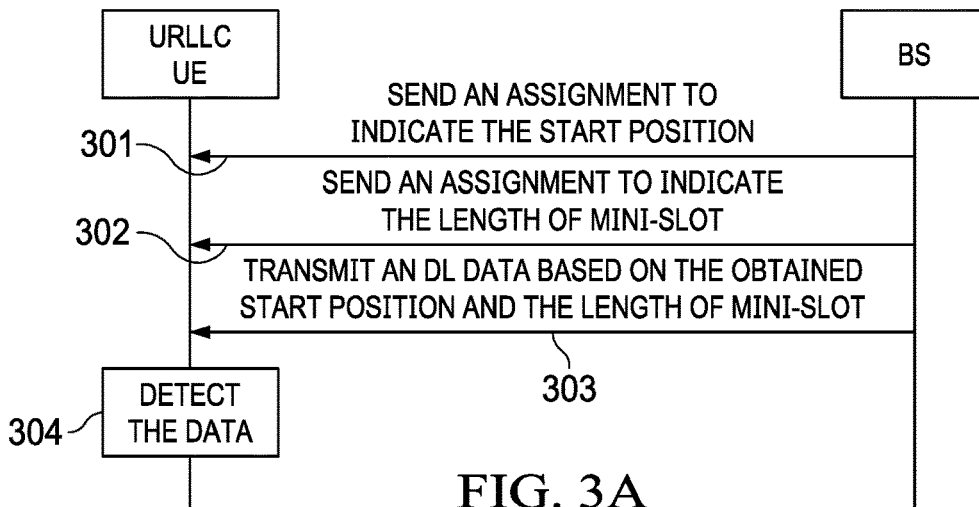 URLLC
UE
BS
SEND AN ASSIGNMENT TO
INDICATE THE START POSITION
301
SEND AN ASSIGNMENT TO INDICATE
THE LENGTH OF MINI-SLOT
302
TRANSMIT AN DL DATA BASED ON THE OBTAINED
START POSITION AND THE LENGTH OF MINI-SLOT
303
DETECT
THE DATA
304
FIG. 3A